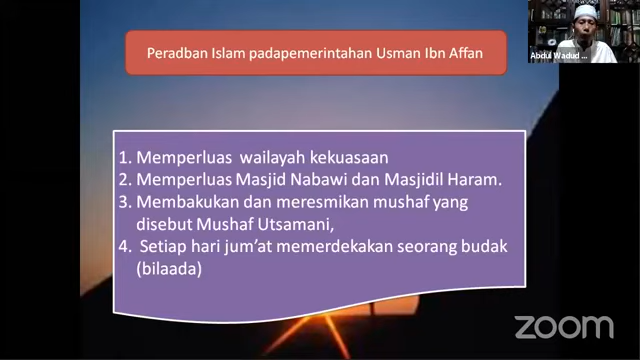 Peradban Islam padapemerintahan Usman Ibn Affan
Abdul Wadud ...
1. Memperluas wailayah kekuasaan
2. Memperluas Masjid Nabawi dan Masjidil Haram.
3. Membakukan dan meresmikan mushaf yang
disebut Mushaf Utsamani,
4. Setiap hari jum'at memerdekakan seorang budak
(bilaada)
zoom